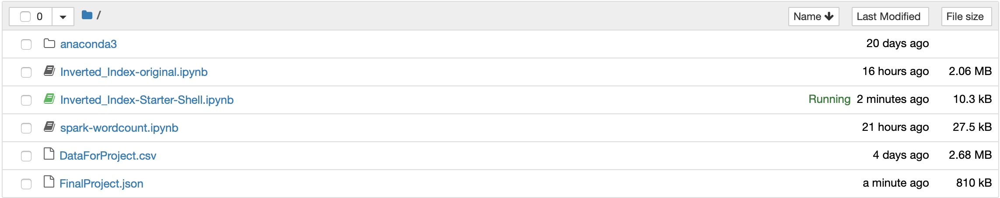 0 / Name Last Modified File size
anaconda3 20 days ago
Inverted_Index-original.ipynb 16 hours ago 2.06 MB
Inverted_Index-Starter-Shell.ipynb Running 2 minutes ago 10.3 kB
spark-wordcount.ipynb 21 hours ago 27.5 kB
DataForProject.csv 4 days ago 2.68 MB
FinalProject.json a minute ago 810 kB